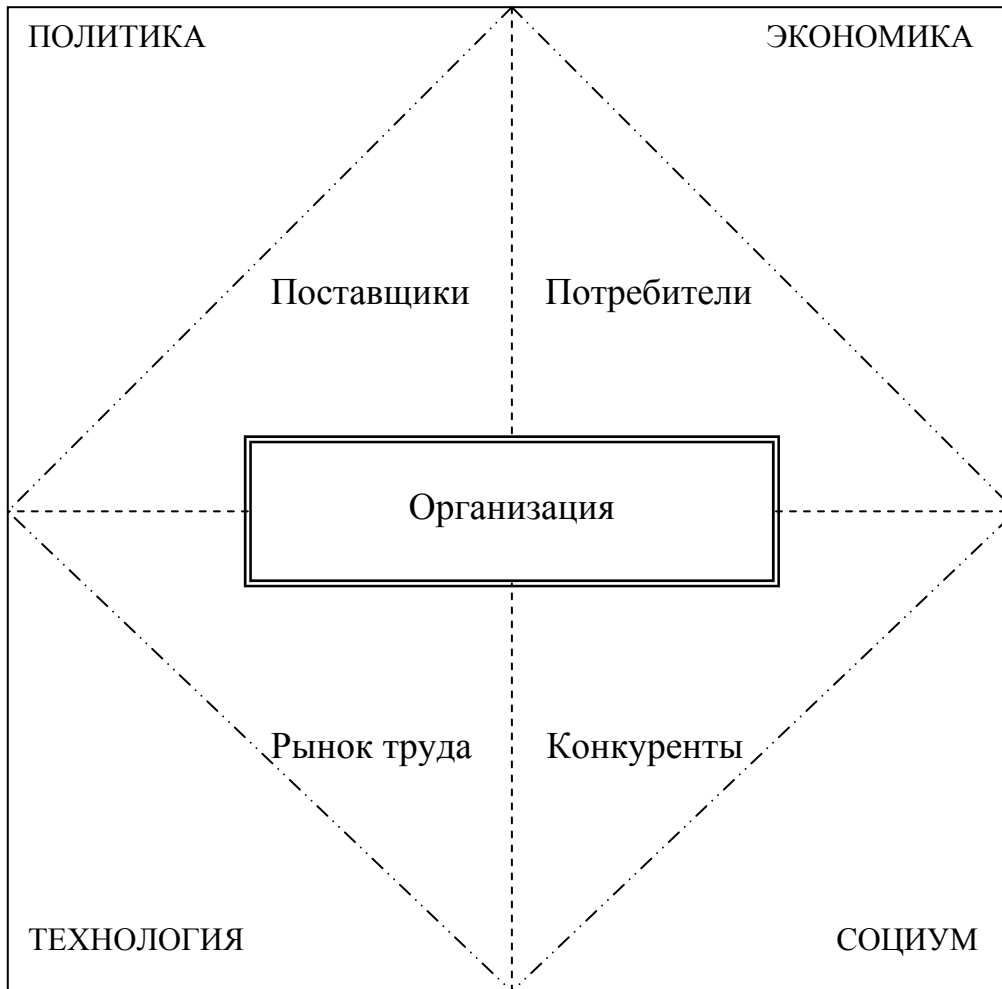 ПОЛИТИКА
ЭКОНОМИКА
Поставщики
Потребители
Организация
Рынок труда
Конкуренты
ТЕХНОЛОГИЯ
СОЦИУМ